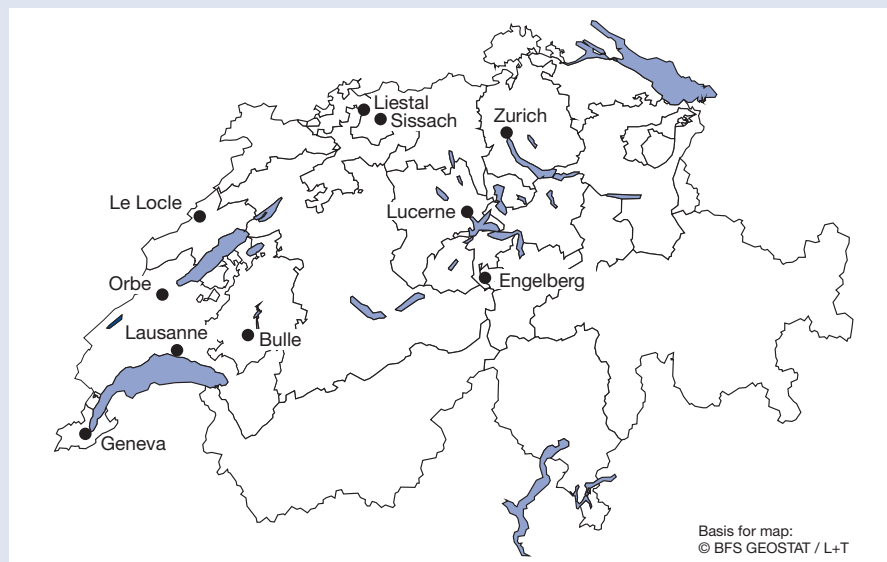 Liestal
Sissach
Zurich
Le Locle
Lucerne
Orbe
Engelberg
Lausanne
Bulle
Geneva
Basis for map:
© BFS GEOSTAT / L+T